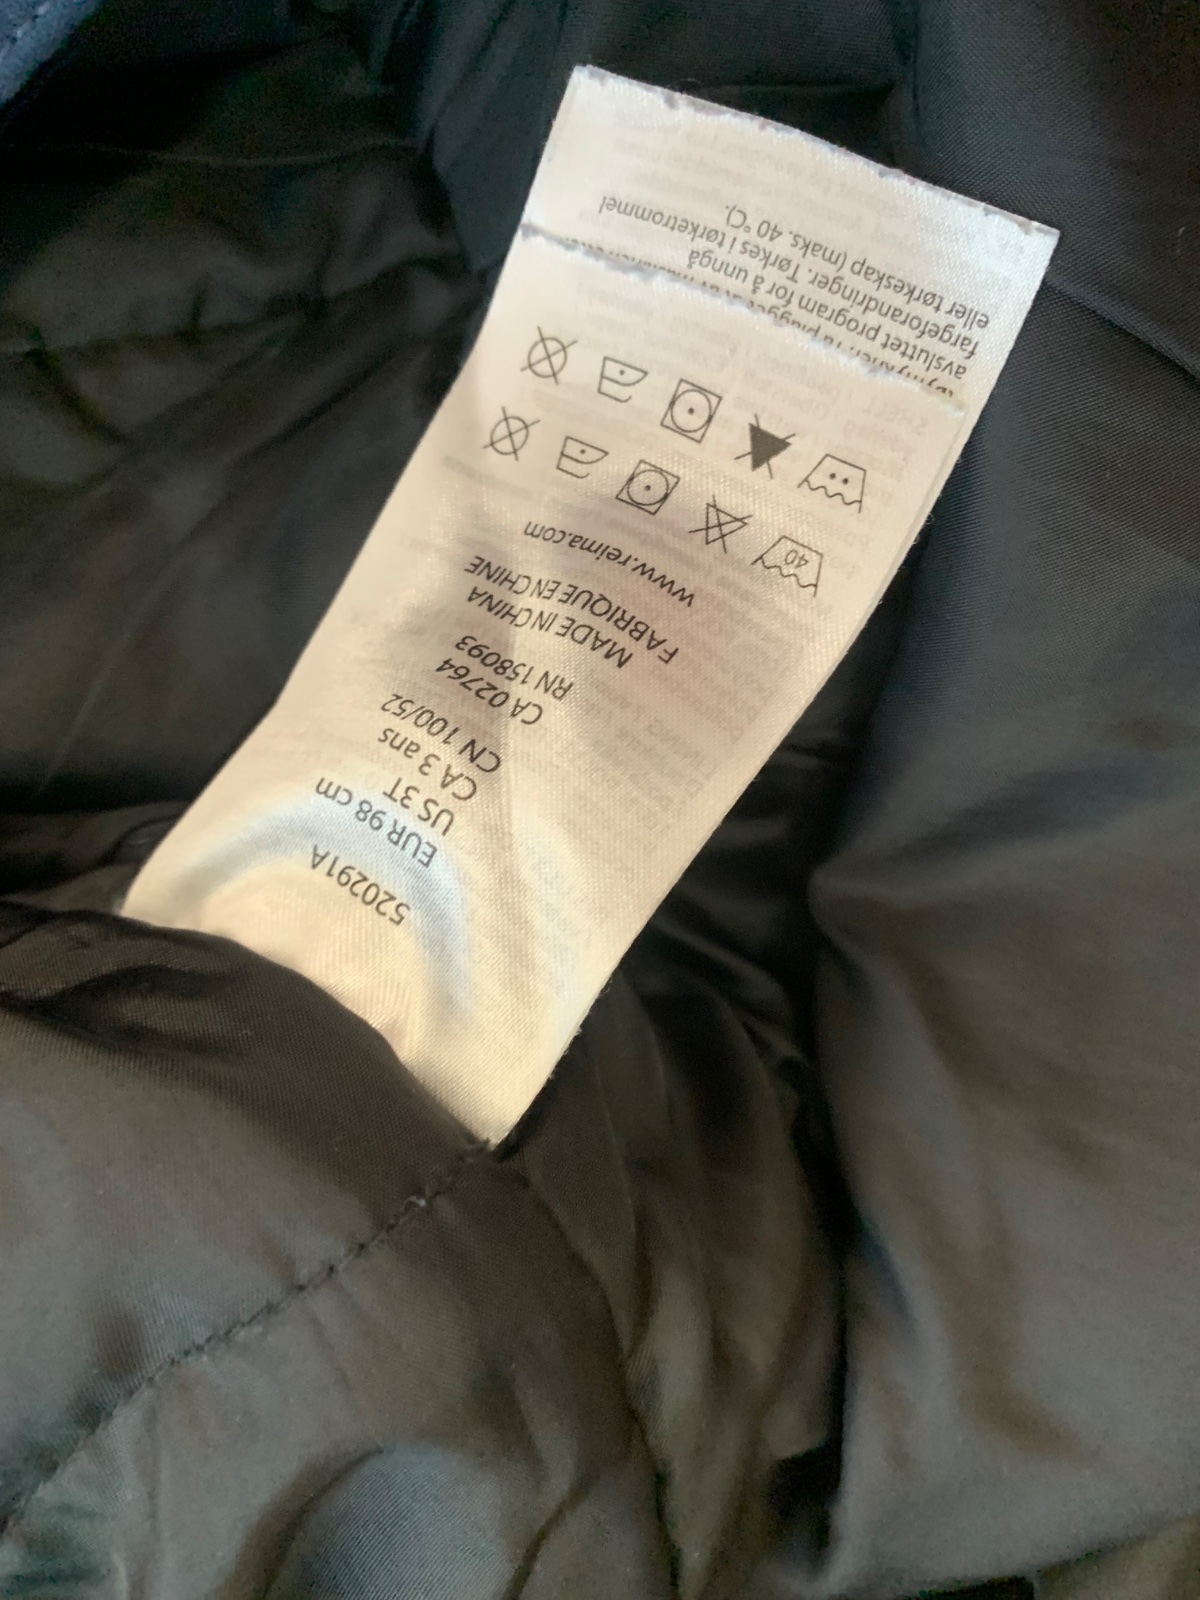 520291A
EUR 98 cm
US 3T
CA 3 ans
CN 100/52
CA 02764
RN 158093
MADE IN CHINA
FABRIQUE EN CHINE
www.reima.com
40
avsluttet program for å unngå
fargeforandringer. Tørkes i tørketrommel
eller tørkeskap (maks. 40 °C).